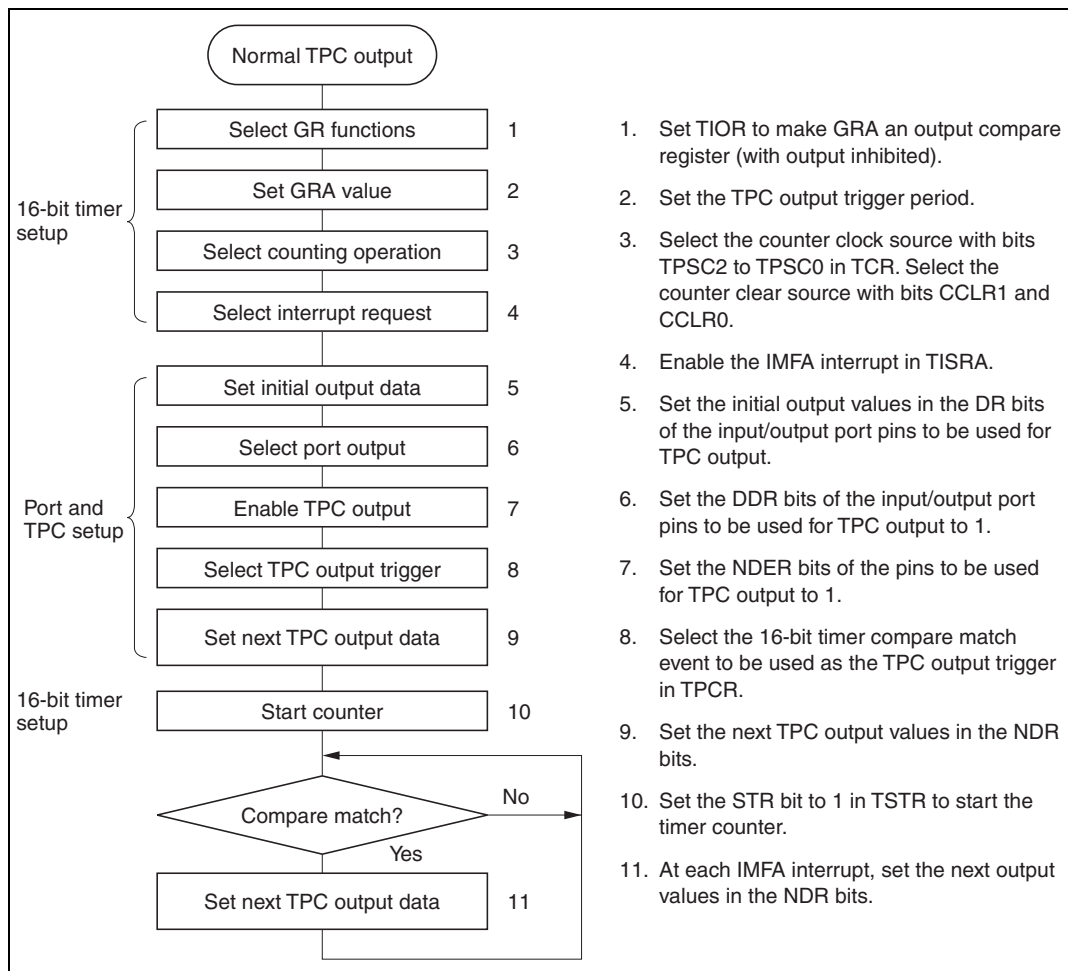 Normal TPC output
Select GR functions 1
Set GRA value 2
16-bit timer
setup
Select counting operation 3
Select interrupt request 4
Set initial output data 5
Select port output 6
Port and
TPC setup
Enable TPC output 7
Select TPC output trigger 8
Set next TPC output data 9
16-bit timer
setup
Start counter 10
Compare match?
No
Yes
Set next TPC output data 11
1. Set TIOR to make GRA an output compare
register (with output inhibited).
2. Set the TPC output trigger period.
3. Select the counter clock source with bits
TPSC2 to TPSC0 in TCR. Select the
counter clear source with bits CCLR1 and
CCLR0.
4. Enable the IMFA interrupt in TISRA.
5. Set the initial output values in the DR bits
of the input/output port pins to be used for
TPC output.
6. Set the DDR bits of the input/output port
pins to be used for TPC output to 1.
7. Set the NDER bits of the pins to be used
for TPC output to 1.
8. Select the 16-bit timer compare match
event to be used as the TPC output trigger
in TPCR.
9. Set the next TPC output values in the NDR
bits.
10. Set the STR bit to 1 in TSTR to start the
timer counter.
11. At each IMFA interrupt, set the next output
values in the NDR bits.